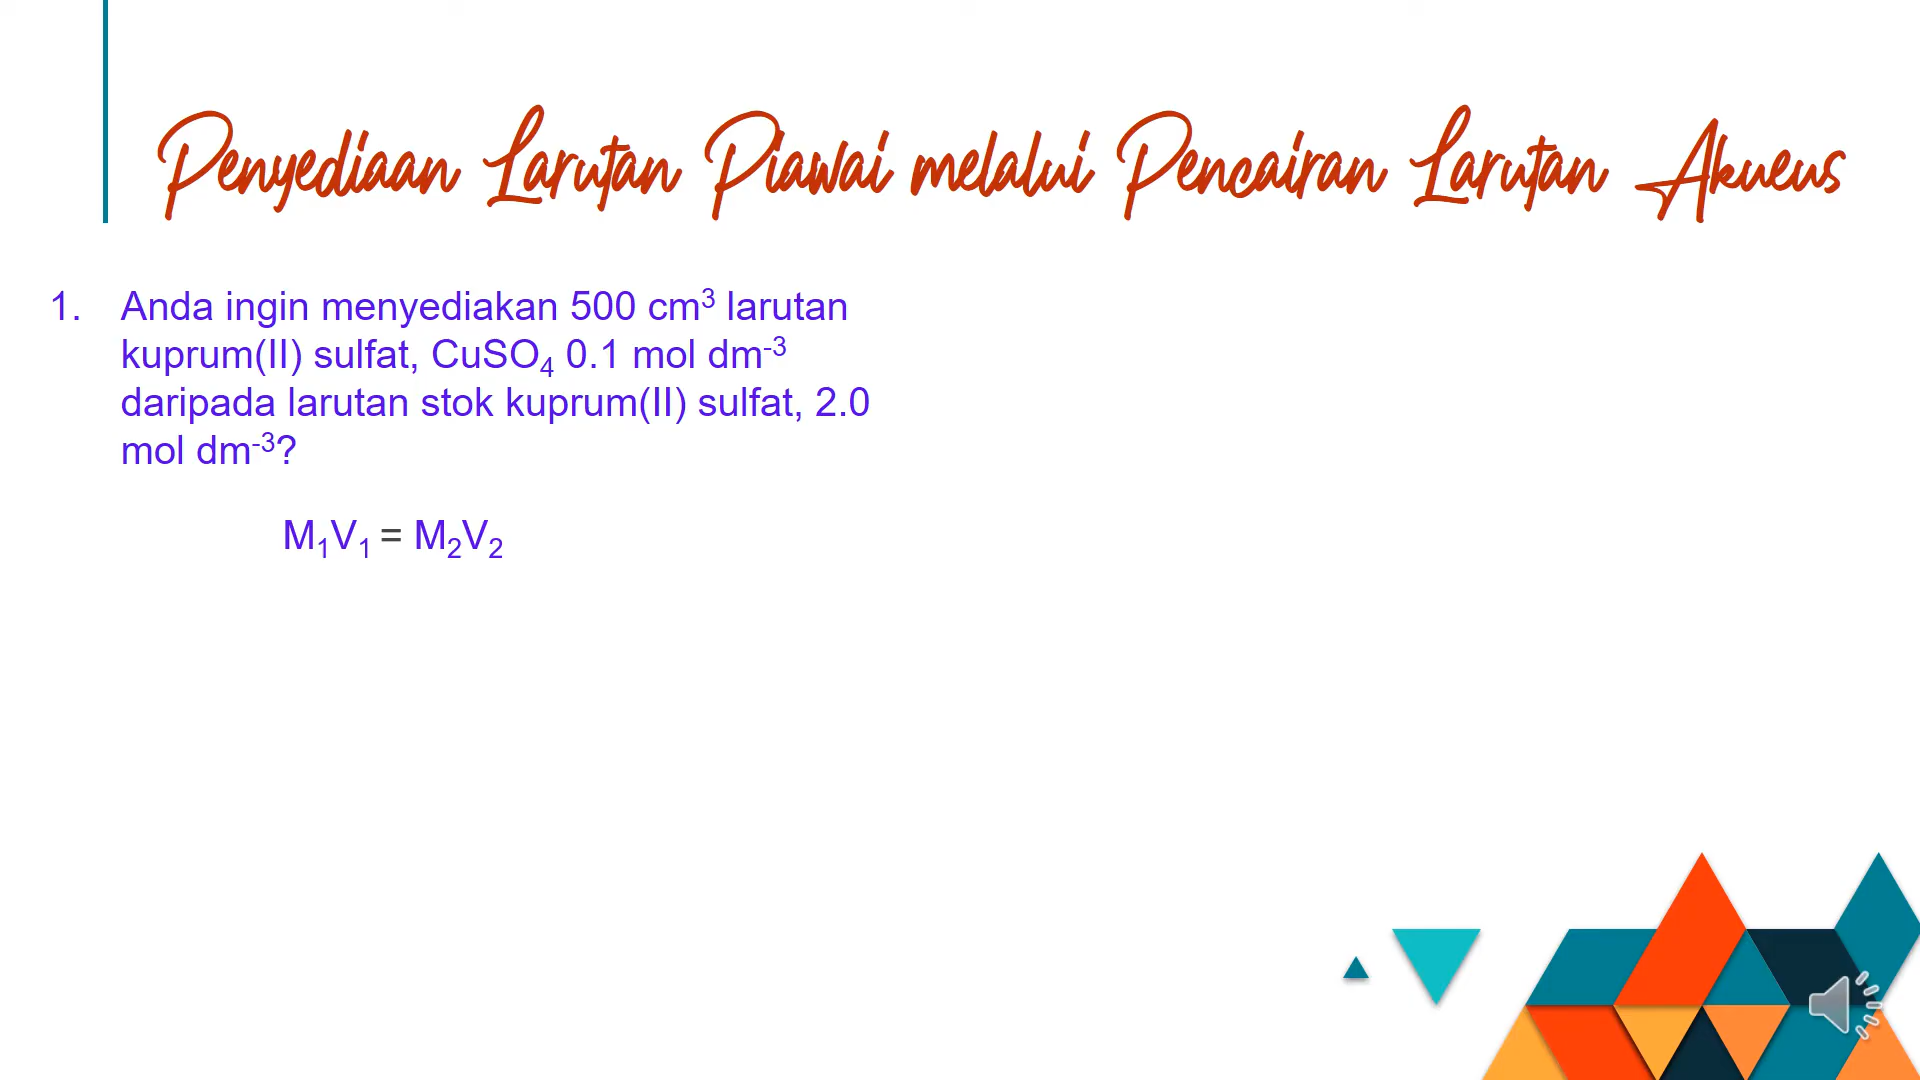 Penyediaan Larutan Piawai melalui Pencairan Larutan Akueus
1. Anda ingin menyediakan 500 cm³ larutan
kuprum(II) sulfat, CuSO₄ 0.1 mol dm⁻³
daripada larutan stok kuprum(II) sulfat, 2.0
mol dm⁻³?
M₁V₁ = M₂V₂